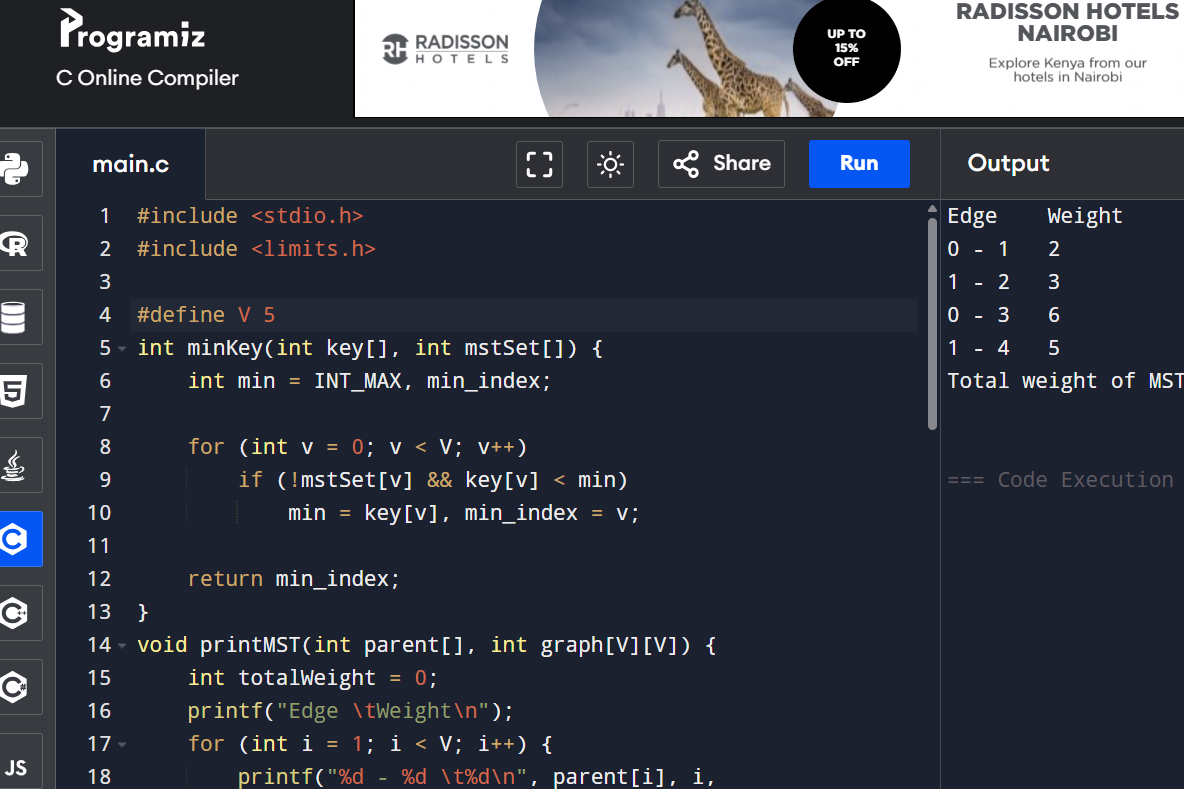 Programiz
C Online Compiler
RH RADISSON
HOTELS
UP TO
15%
OFF
RADISSON HOTELS
NAIROBI
Explore Kenya from our
hotels in Nairobi
main.c
Share
Run
Output
1 #include <stdio.h>
2 #include <limits.h>
3
4 #define V 5
5 int minKey(int key[], int mstSet[]) {
6 int min = INT_MAX, min_index;
7
8 for (int v = 0; v < V; v++)
9 if (!mstSet[v] && key[v] < min)
10 min = key[v], min_index = v;
11
12 return min_index;
13 }
14 void printMST(int parent[], int graph[V][V]) {
15 int totalWeight = 0;
16 printf("Edge \tWeight\n");
17 for (int i = 1; i < V; i++) {
18 printf("%d - %d \t%d\n", parent[i], i,
Edge Weight
0 - 1 2
1 - 2 3
0 - 3 6
1 - 4 5
Total weight of MST
=== Code Execution
R
5
C
C++
C#
JS